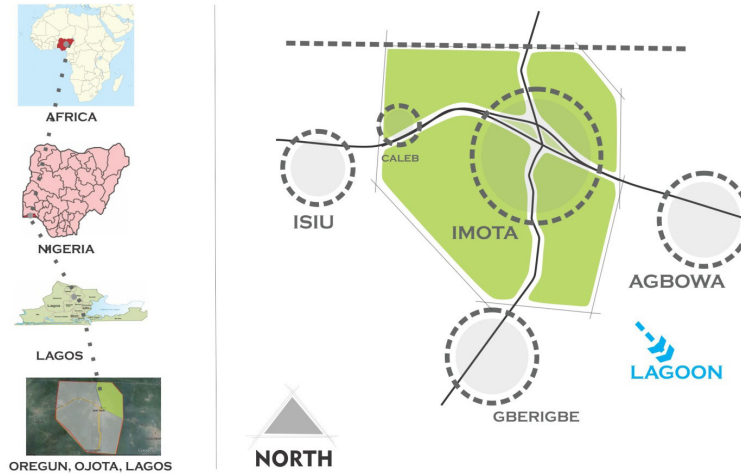 AFRICA
NIGERIA
LAGOS
OREGUN, OJOTA, LAGOS
CALEB
ISIU
IMOTA
AGBOWA
LAGOON
GBERIGBE
NORTH